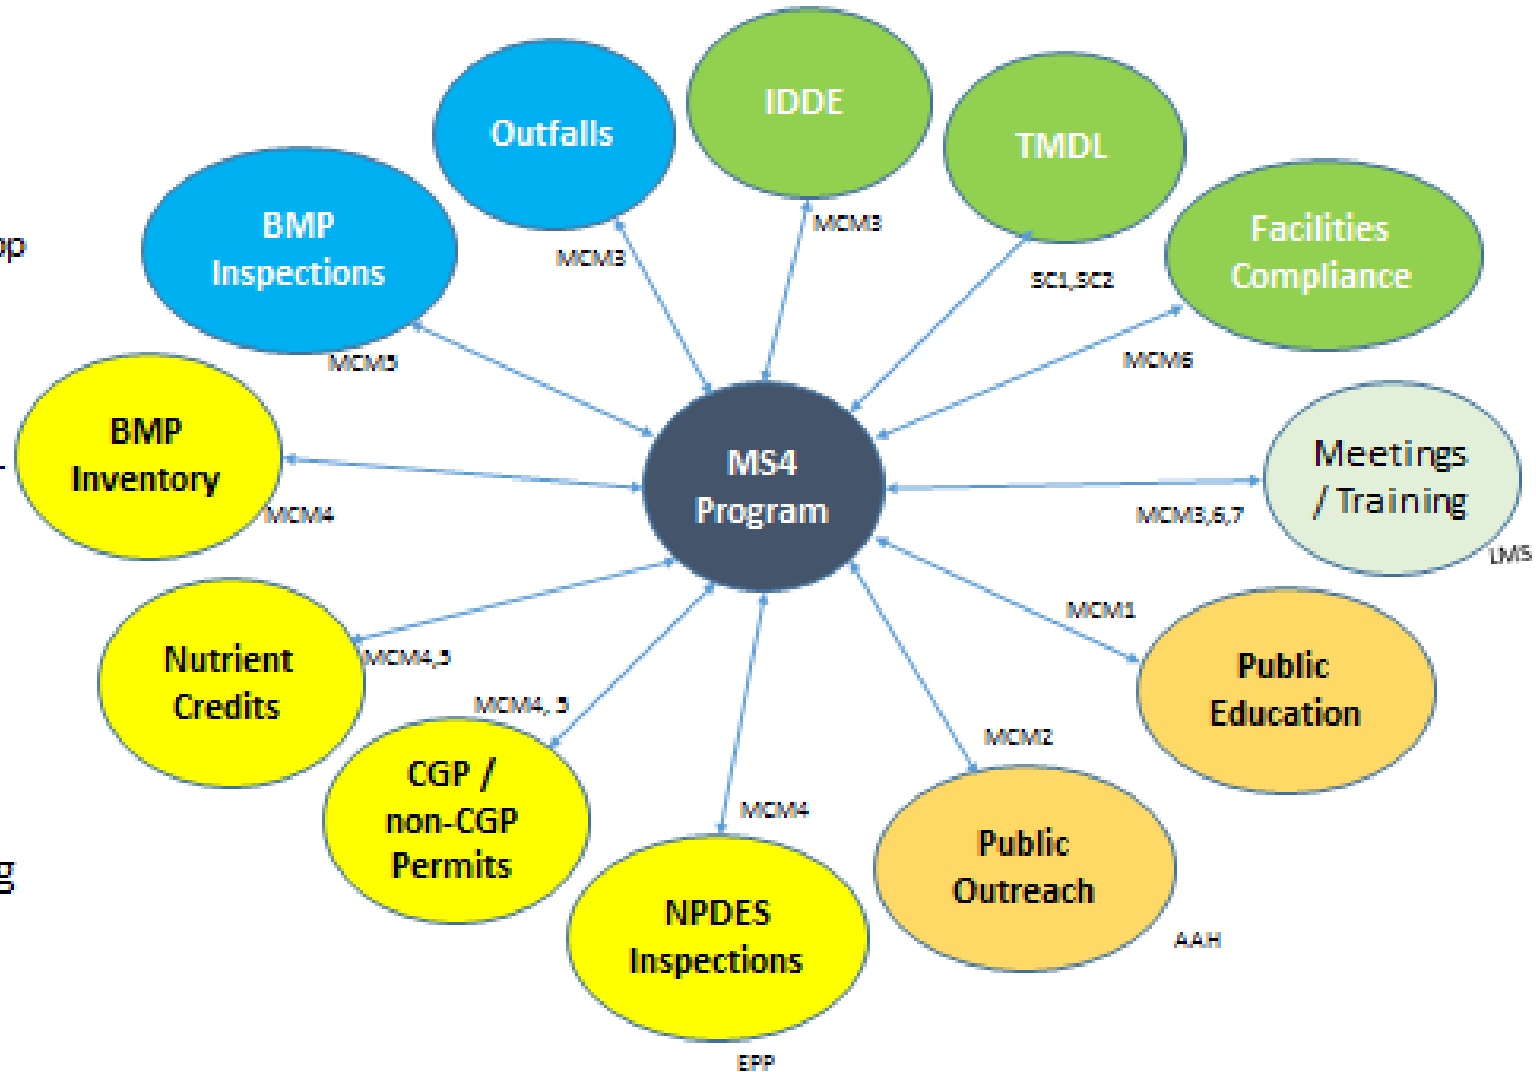 IDDE
Outfalls
TMDL
BMP
Inspections
Facilities
Compliance
MCM3
MCM3
SC1,SC2
MCM5
MCM6
BMP
Inventory
MS4
Program
Meetings
/ Training
MCM4
MCM3,6,7
LMS
MCM1
Nutrient
Credits
MCM4,5
Public
Education
MCM4, 5
MCM2
CGP /
non-CGP
Permits
MCM4
Public
Outreach
NPDES
Inspections
AAH
EPP